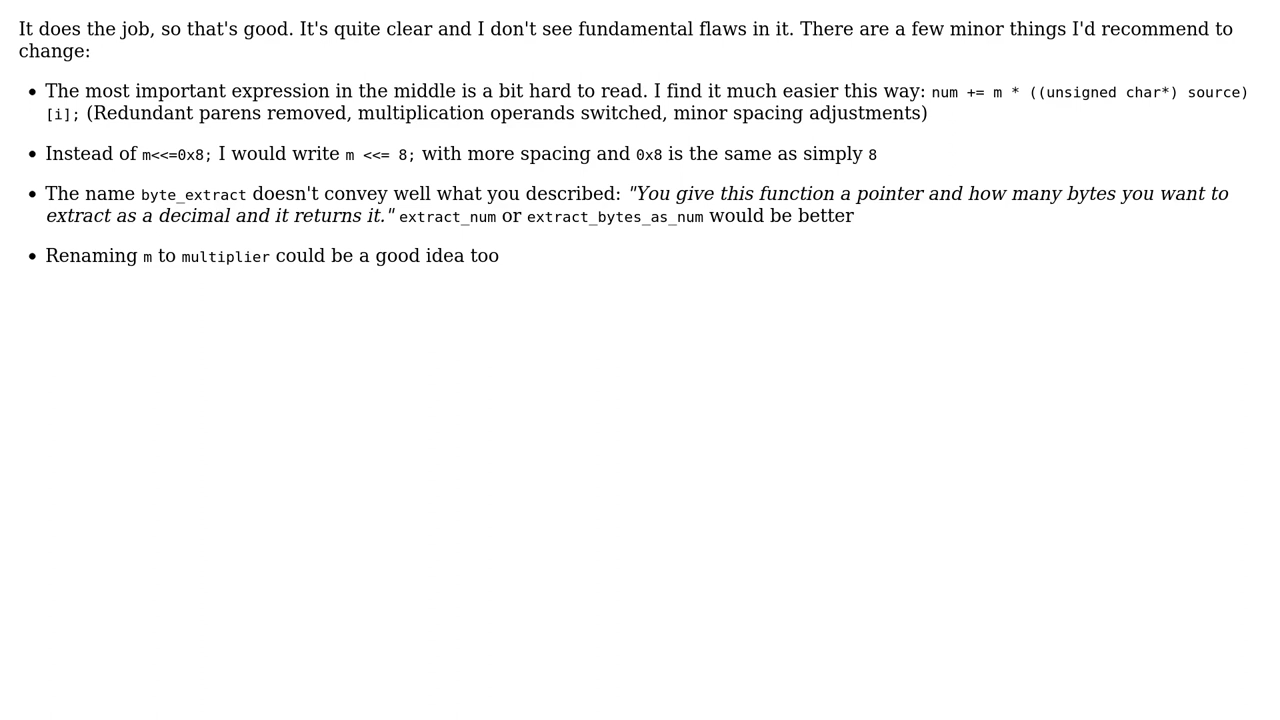 It does the job, so that's good. It's quite clear and I don't see fundamental flaws in it. There are a few minor things I'd recommend to
change:
• The most important expression in the middle is a bit hard to read. I find it much easier this way: num += m * ((unsigned char*) source)
[i]; (Redundant parens removed, multiplication operands switched, minor spacing adjustments)
• Instead of m<<=0x8; I would write m <<= 8; with more spacing and 0x8 is the same as simply 8
• The name byte_extract doesn't convey well what you described: "You give this function a pointer and how many bytes you want to
extract as a decimal and it returns it." extract_num or extract_bytes_as_num would be better
• Renaming m to multiplier could be a good idea too